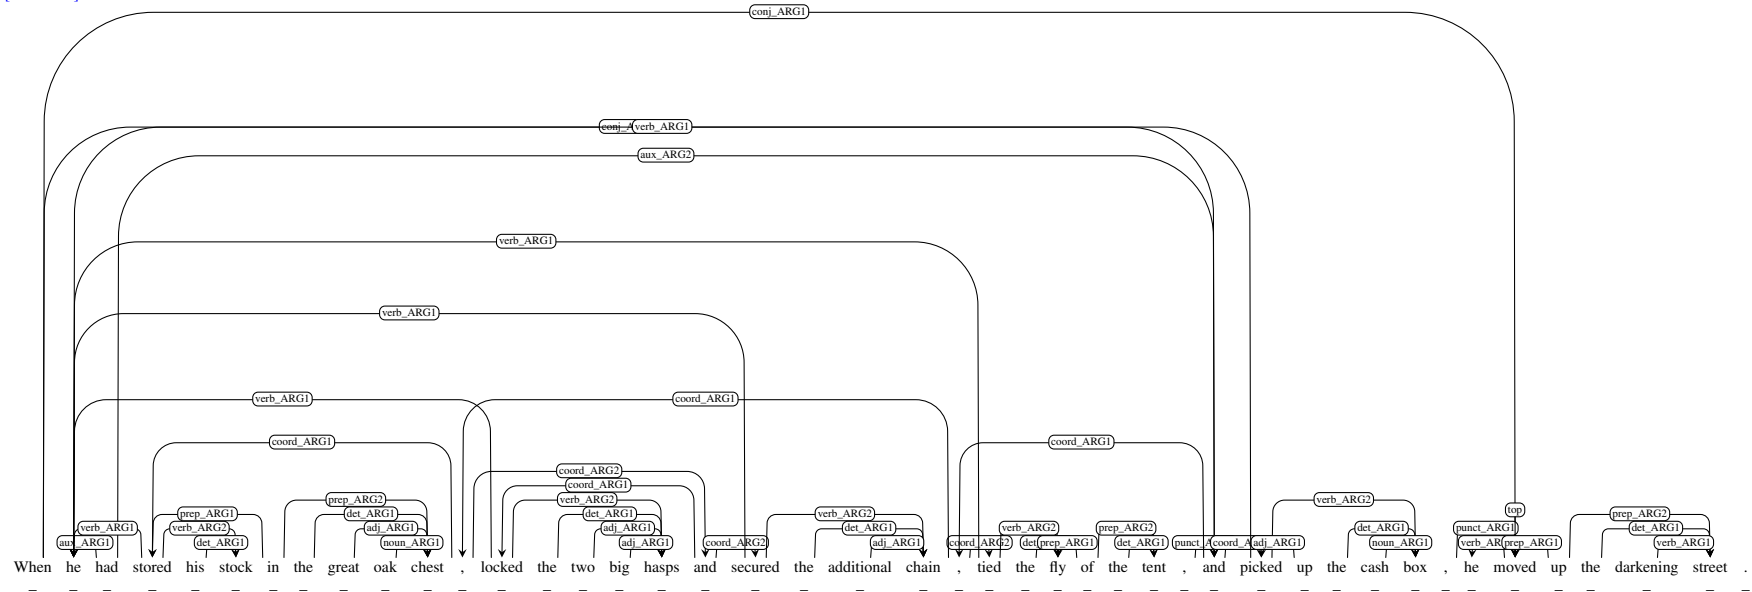 conj_ARG1
verb_ARG1
aux_ARG2
verb_ARG1
verb_ARG1
verb_ARG1 coord_ARG1
coord_ARG1 coord_ARG1
coord_ARG2
coord_ARG1
prep_ARG2 verb_ARG2 verb_ARG2
top
prep_ARG1 det_ARG1 det_ARG1 verb_ARG2 prep_ARG2
verb_ARG1 verb_ARG2 adj_ARG1 adj_ARG1 det_ARG1 verb_ARG2 prep_ARG2 det_ARG1 punct_ARG1 det_ARG1
det_ARG1 noun_ARG1 adj_ARG1 coord_ARG2 adj_ARG1 coord_ARG2 prep_ARG1 det_ARG1 adj_ARG1 noun_ARG1 prep_ARG1 verb_ARG1
When he had stored his stock in the great oak chest , locked the two big hasps and secured the additional chain , tied the fly of the tent , and picked up the cash box , he moved up the darkening street .